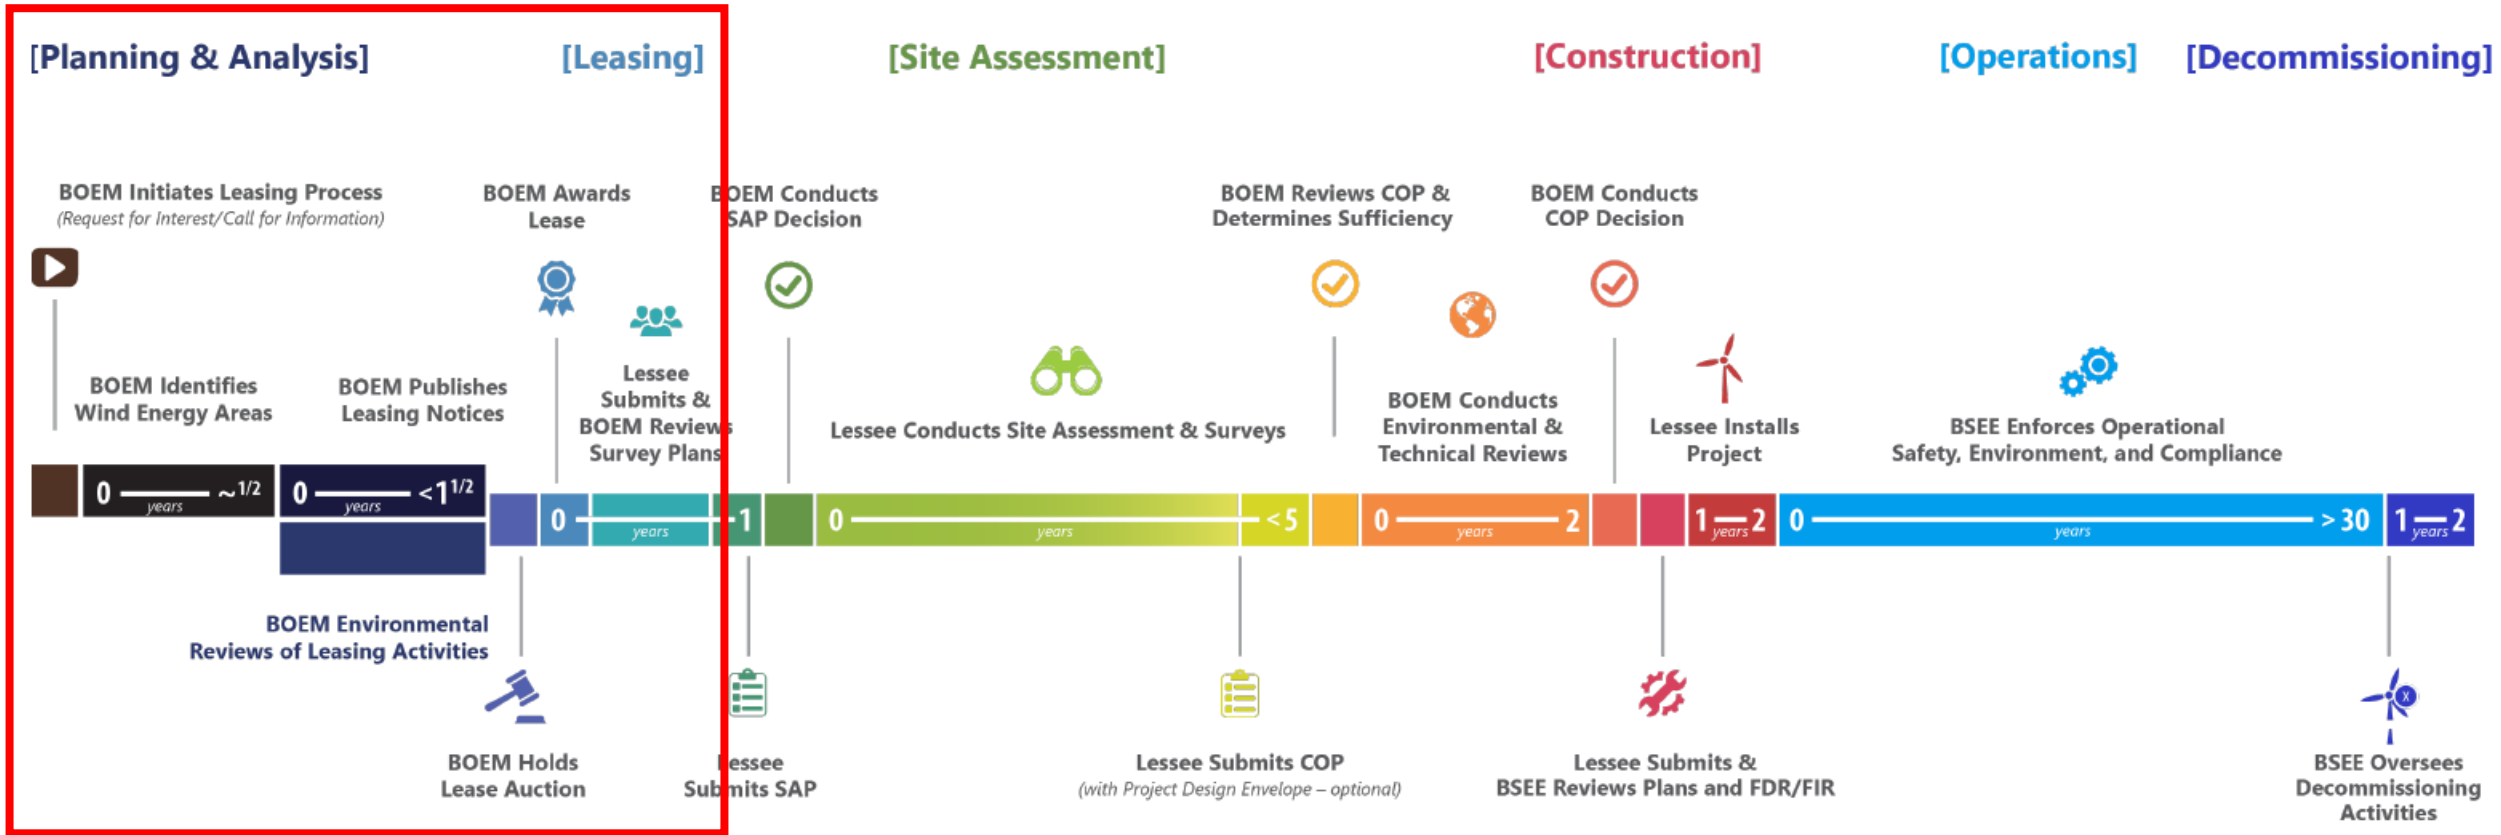 [Planning & Analysis]
[Leasing]
[Site Assessment]
[Construction]
[Operations]
[Decommissioning]
BOEM Initiates Leasing Process
(Request for Interest/Call for Information)
BOEM Awards
Lease
BOEM Conducts
SAP Decision
BOEM Reviews COP &
Determines Sufficiency
BOEM Conducts
COP Decision
BOEM Identifies
Wind Energy Areas
BOEM Publishes
Leasing Notices
Lessee
Submits &
BOEM Reviews
Survey Plans
Lessee Conducts Site Assessment & Surveys
BOEM Conducts
Environmental &
Technical Reviews
Lessee Installs
Project
BSEE Enforces Operational
Safety, Environment, and Compliance
0 ~1/2
years
0 <1 1/2
years
0 1
years
0 <5
years
0 2
years
1 2
years
0 >30
years
1 2
years
BOEM Environmental
Reviews of Leasing Activities
X
BOEM Holds
Lease Auction
Lessee
Submits SAP
Lessee Submits COP
(with Project Design Envelope – optional)
Lessee Submits &
BSEE Reviews Plans and FDR/FIR
BSEE Oversees
Decommissioning
Activities